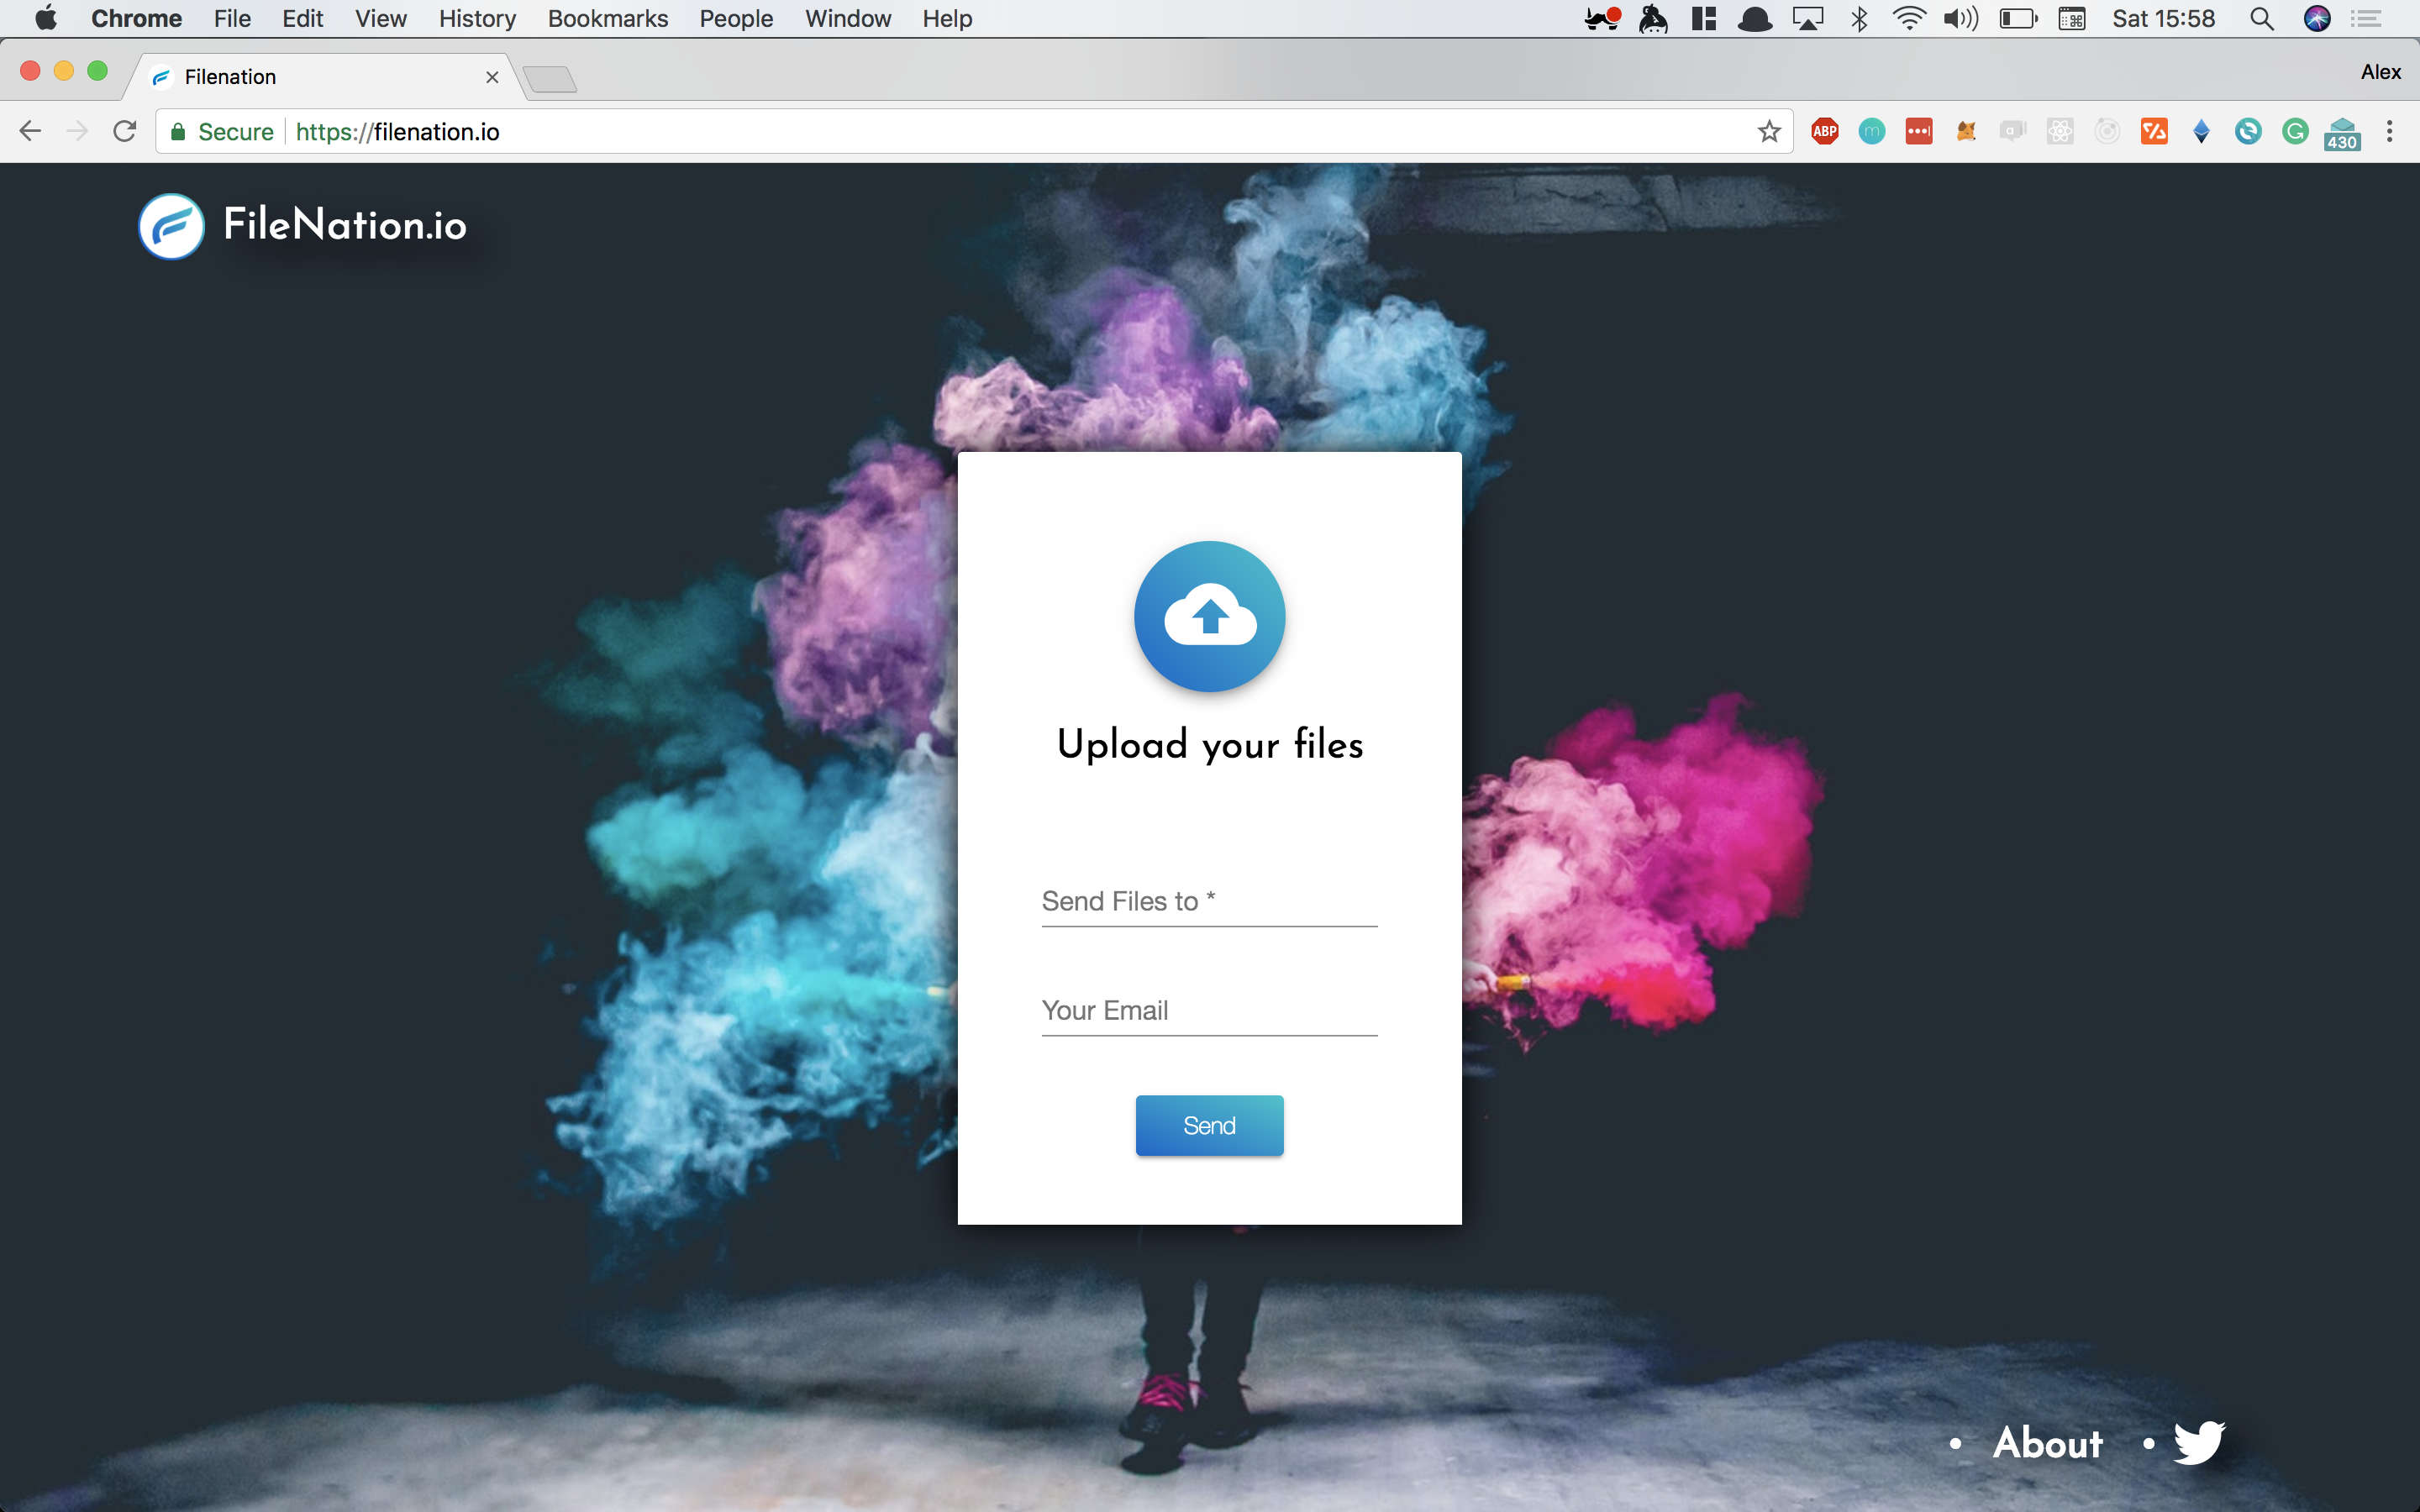 Chrome File Edit View History Bookmarks People Window Help Sat 15:58
Filenation
Alex
Secure https://filenation.io
ABP
430
FileNation.io
Upload your files
Send Files to *
Your Email
Send
• About •